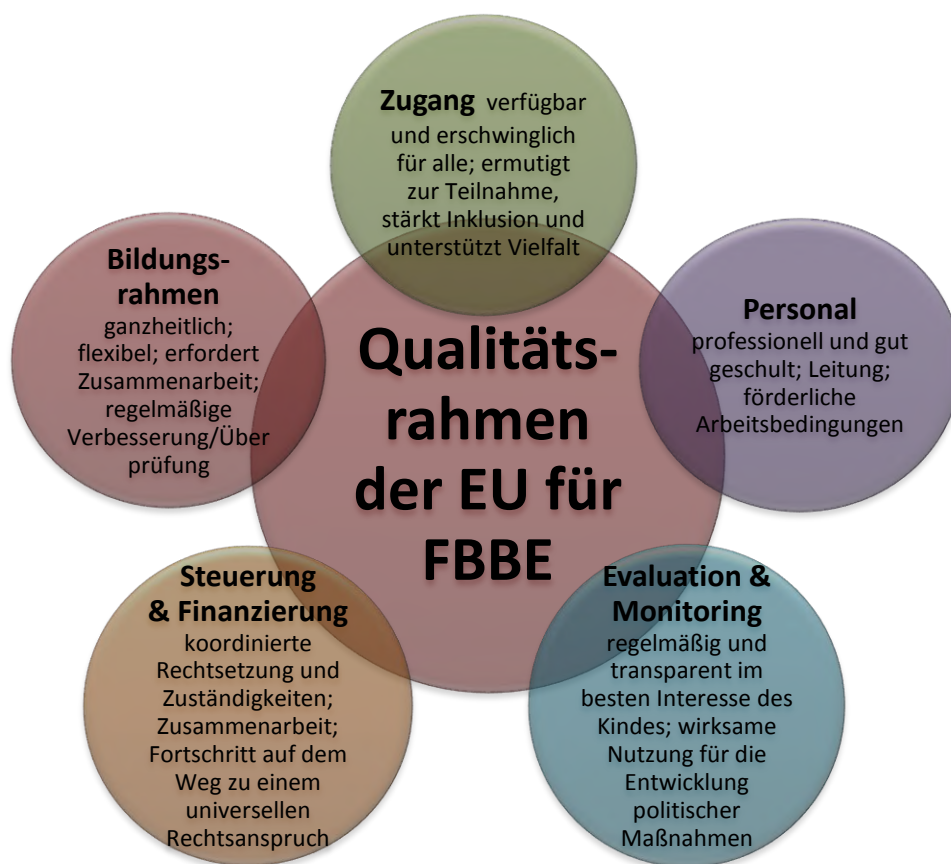 Zugang verfügbar
und erschwinglich
für alle; ermutigt
zur Teilnahme,
stärkt Inklusion und
unterstützt Vielfalt
Bildungs-
rahmen
ganzheitlich;
flexibel; erfordert
Zusammenarbeit;
regelmäßige
Verbesserung/Über
prüfung
Qualitäts-
rahmen
der EU für
FBBE
Personal
professionell und gut
geschult; Leitung;
förderliche
Arbeitsbedingungen
Steuerung
& Finanzierung
koordinierte
Rechtsetzung und
Zuständigkeiten;
Zusammenarbeit;
Fortschritt auf dem
Weg zu einem
universellen
Rechtsanspruch
Evaluation &
Monitoring
regelmäßig und
transparent im
besten Interesse des
Kindes; wirksame
Nutzung für die
Entwicklung
politischer
Maßnahmen